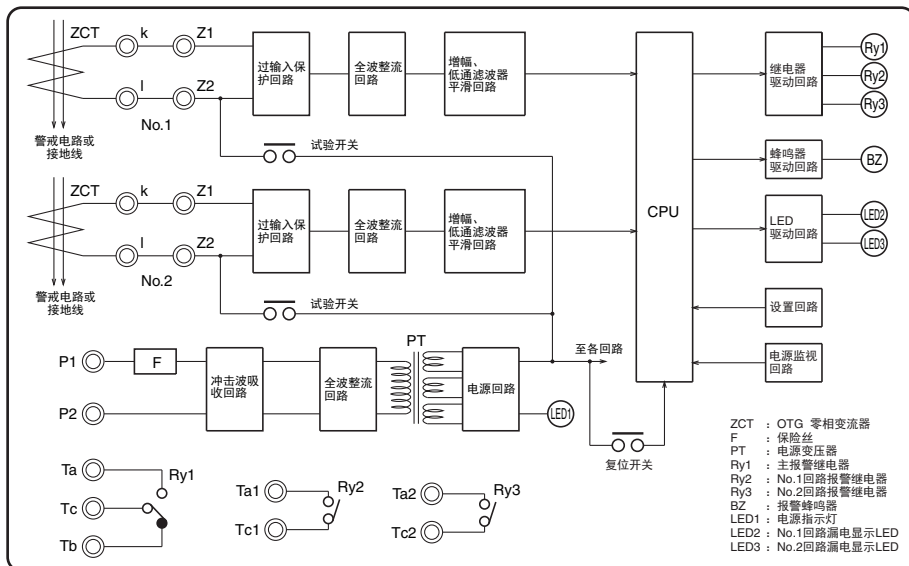 ZCT
k
Z1
l
Z2
No.1
警戒电路或
接地线
过输入保
护回路
全波整流
回路
增幅、
低通滤波器
平滑回路
试验开关
CPU
继电器
驱动回路
Ry1
Ry2
Ry3
蜂鸣器
驱动回路
BZ
ZCT
k
Z1
l
Z2
No.2
警戒电路或
接地线
过输入保
护回路
全波整流
回路
增幅、
低通滤波器
平滑回路
试验开关
LED
驱动回路
LED2
LED3
设置回路
电源监视
回路
P1
F
P2
冲击波吸
收回路
全波整流
回路
PT
电源回路
至各回路
LED1
复位开关
Ta
Tc
Tb
Ry1
Ta1
Tc1
Ry2
Ta2
Tc2
Ry3
ZCT : OTG 零相变流器
F : 保险丝
PT : 电源变压器
Ry1 : 主报警继电器
Ry2 : No.1回路报警继电器
Ry3 : No.2回路报警继电器
BZ : 报警蜂鸣器
LED1 : 电源指示灯
LED2 : No.1回路漏电显示LED
LED3 : No.2回路漏电显示LED